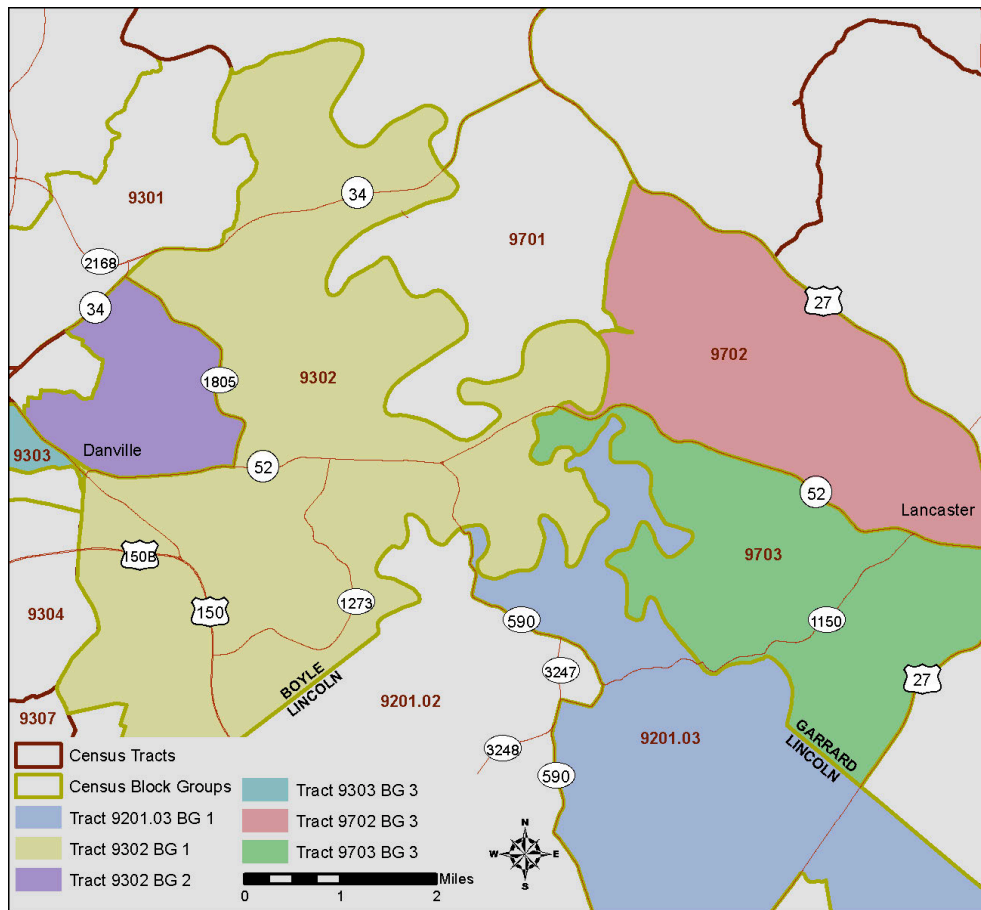 34
9301
9701
2168
27
34
9702
1805
9302
Danville
9303
52
52
Lancaster
150B
9703
1273
150
590
1150
9304
3247
27
BOYLE
LINCOLN
9201.02
9307
9201.03
3248
GARRARD
LINCOLN
590
Census Tracts
Census Block Groups
Tract 9201.03 BG 1
Tract 9302 BG 1
Tract 9302 BG 2
Tract 9303 BG 3
Tract 9702 BG 3
Tract 9703 BG 3
Miles
0 1 2
N
W E
S